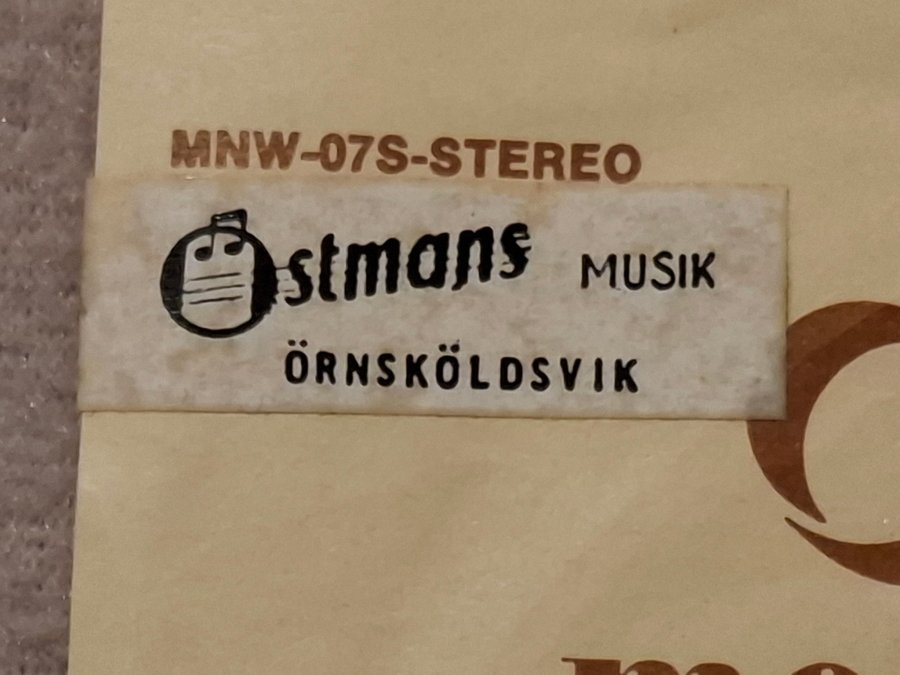 MNW-07S-STEREO
Östmans MUSIK
ÖRNSKÖLDSVIK